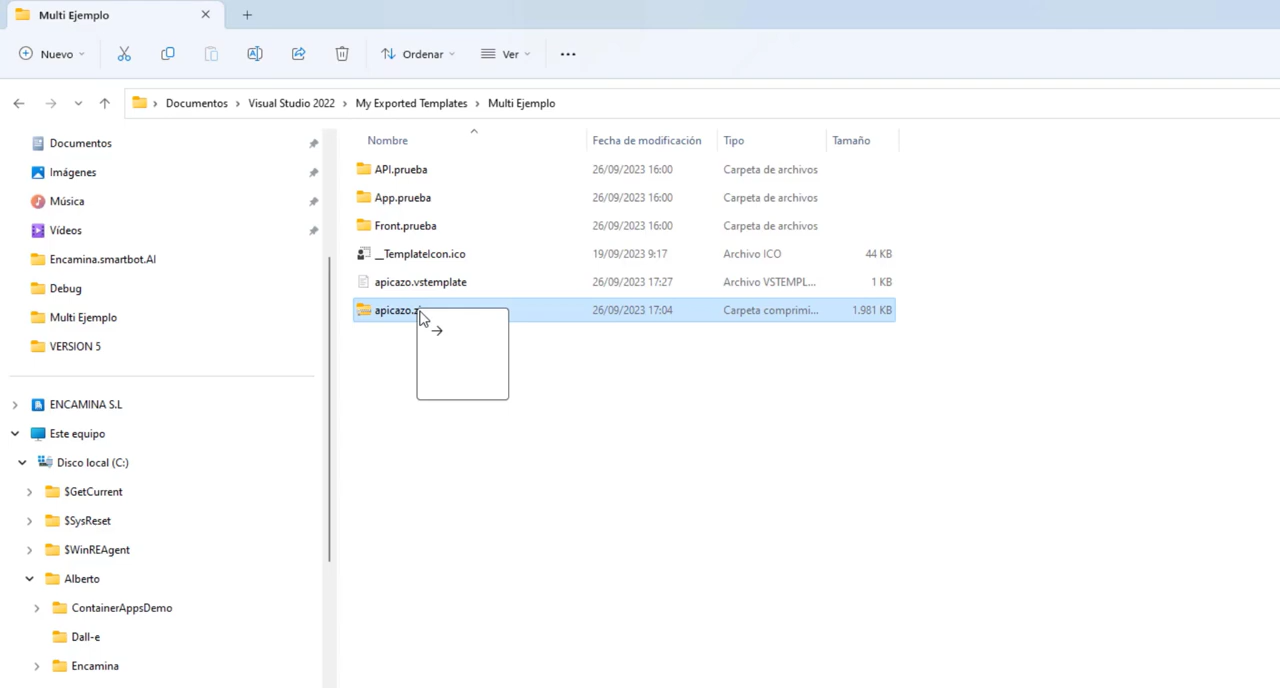 Multi Ejemplo
Nuevo
Ordenar
Ver
Documentos
Visual Studio 2022
My Exported Templates
Multi Ejemplo
Documentos
Imágenes
Música
Vídeos
Encamina.smartbot.AI
Debug
Multi Ejemplo
VERSION 5
ENCAMINA S.L
Este equipo
Disco local (C:)
$GetCurrent
$SysReset
$WinREAgent
Alberto
ContainerAppsDemo
Dall-e
Encamina
Nombre Fecha de modificación Tipo Tamaño
API.prueba 26/09/2023 16:00 Carpeta de archivos
App.prueba 26/09/2023 16:00 Carpeta de archivos
Front.prueba 26/09/2023 16:00 Carpeta de archivos
__TemplateIcon.ico 19/09/2023 9:17 Archivo ICO 44 KB
apicazo.vstemplate 26/09/2023 17:27 Archivo VSTEMPL... 1 KB
26/09/2023 17:04 Carpeta comprimi... 1.981 KB